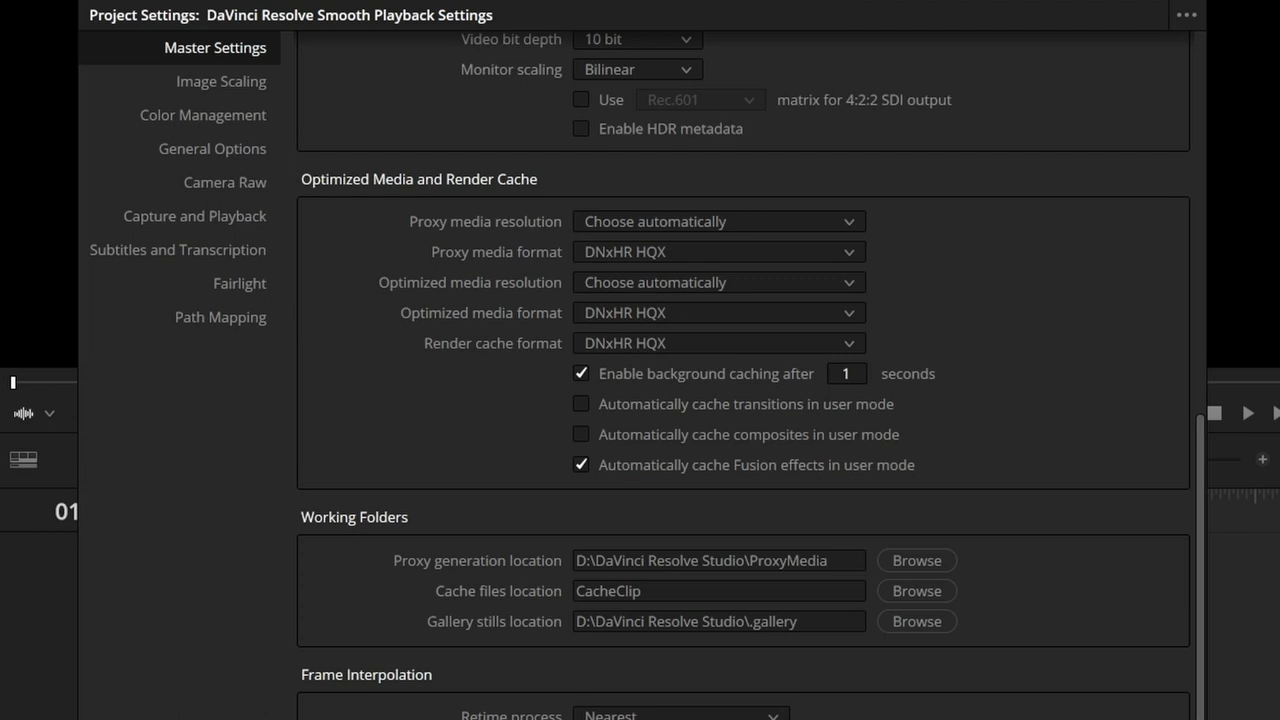 Project Settings: DaVinci Resolve Smooth Playback Settings
Master Settings
Image Scaling
Color Management
General Options
Camera Raw
Capture and Playback
Subtitles and Transcription
Fairlight
Path Mapping
Video bit depth 10 bit
Monitor scaling Bilinear
Use Rec.601 matrix for 4:2:2 SDI output
Enable HDR metadata
Optimized Media and Render Cache
Proxy media resolution Choose automatically
Proxy media format DNxHR HQX
Optimized media resolution Choose automatically
Optimized media format DNxHR HQX
Render cache format DNxHR HQX
Enable background caching after 1 seconds
Automatically cache transitions in user mode
Automatically cache composites in user mode
Automatically cache Fusion effects in user mode
Working Folders
Proxy generation location D:\DaVinci Resolve Studio\ProxyMedia Browse
Cache files location CacheClip Browse
Gallery stills location D:\DaVinci Resolve Studio\.gallery Browse
Frame Interpolation
Retime process Nearest
01